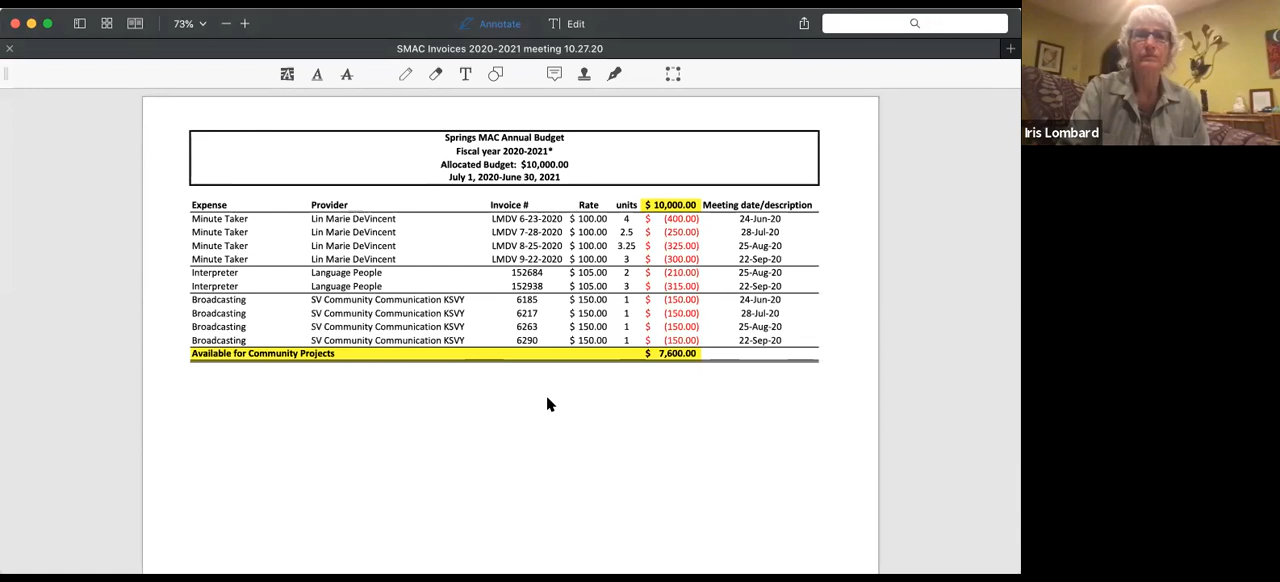 73%
Annotate
Edit
SMAC Invoices 2020-2021 meeting 10.27.20
Iris Lombard
Springs MAC Annual Budget
Fiscal year 2020-2021*
Allocated Budget: $10,000.00
July 1, 2020-June 30, 2021
Expense Provider Invoice # Rate units $ 10,000.00 Meeting date/description
Minute Taker Lin Marie DeVincent LMDV 6-23-2020 $ 100.00 4 $ (400.00) 24-Jun-20
Minute Taker Lin Marie DeVincent LMDV 7-28-2020 $ 100.00 2.5 $ (250.00) 28-Jul-20
Minute Taker Lin Marie DeVincent LMDV 8-25-2020 $ 100.00 3.25 $ (325.00) 25-Aug-20
Minute Taker Lin Marie DeVincent LMDV 9-22-2020 $ 100.00 3 $ (300.00) 22-Sep-20
Interpreter Language People 152684 $ 105.00 2 $ (210.00) 25-Aug-20
Interpreter Language People 152938 $ 105.00 3 $ (315.00) 22-Sep-20
Broadcasting SV Community Communication KSVY 6185 $ 150.00 1 $ (150.00) 24-Jun-20
Broadcasting SV Community Communication KSVY 6217 $ 150.00 1 $ (150.00) 28-Jul-20
Broadcasting SV Community Communication KSVY 6263 $ 150.00 1 $ (150.00) 25-Aug-20
Broadcasting SV Community Communication KSVY 6290 $ 150.00 1 $ (150.00) 22-Sep-20
Available for Community Projects $ 7,600.00